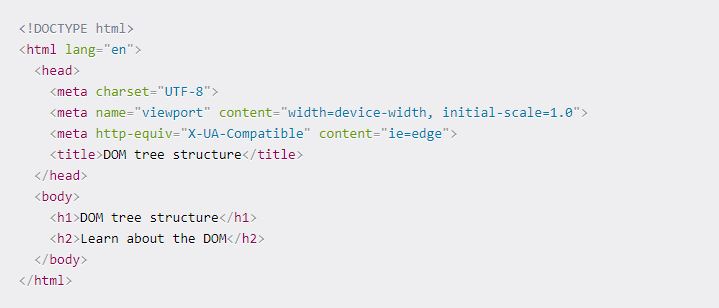 <!DOCTYPE html>
<html lang="en">
  <head>
    <meta charset="UTF-8">
    <meta name="viewport" content="width=device-width, initial-scale=1.0">
    <meta http-equiv="X-UA-Compatible" content="ie=edge">
    <title>DOM tree structure</title>
  </head>
  <body>
    <h1>DOM tree structure</h1>
    <h2>Learn about the DOM</h2>
  </body>
</html>